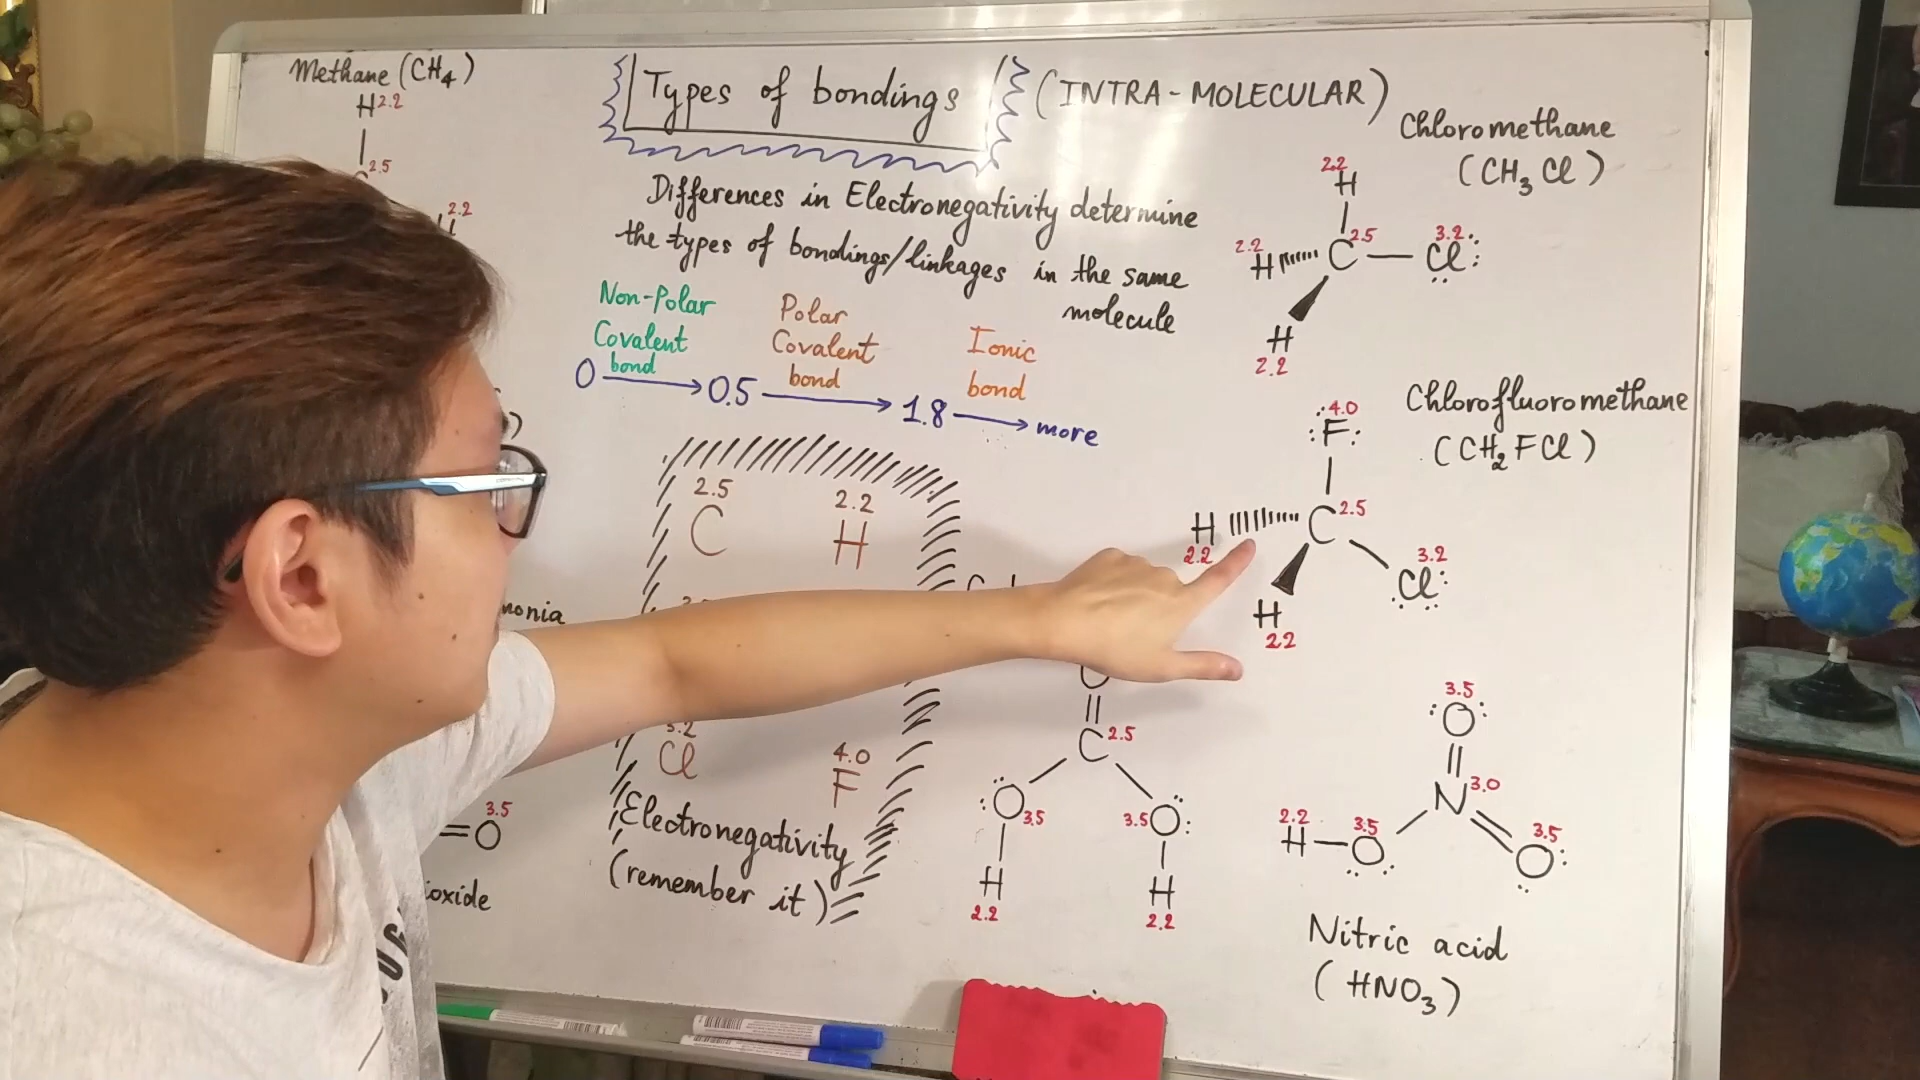 Methane (CH4)
H 2.2
2.5
2.2
Types of bondings (INTRA-MOLECULAR)
Differences in Electronegativity determine
the types of bondings/linkages in the same
molecule
Non-Polar
Covalent
bond
Polar
Covalent
bond
Ionic
bond
0 → 0.5 → 1.8 → more
2.5
C
2.2
H
Cl
4.0
F
Electronegativity
(remember it)
3.5
=O
C 2.5
O 3.5
3.5 O
H
2.2
H
2.2
Chloromethane
(CH3Cl)
2.2
H
2.2
H
C 2.5
3.2
Cl
H
2.2
Chlorofluoromethane
(CH2FCl)
4.0
F
C 2.5
H
2.2
H
2.2
3.2
Cl
3.5
O
N 3.0
2.2
H
3.5
O
3.5
O
Nitric acid
(HNO3)